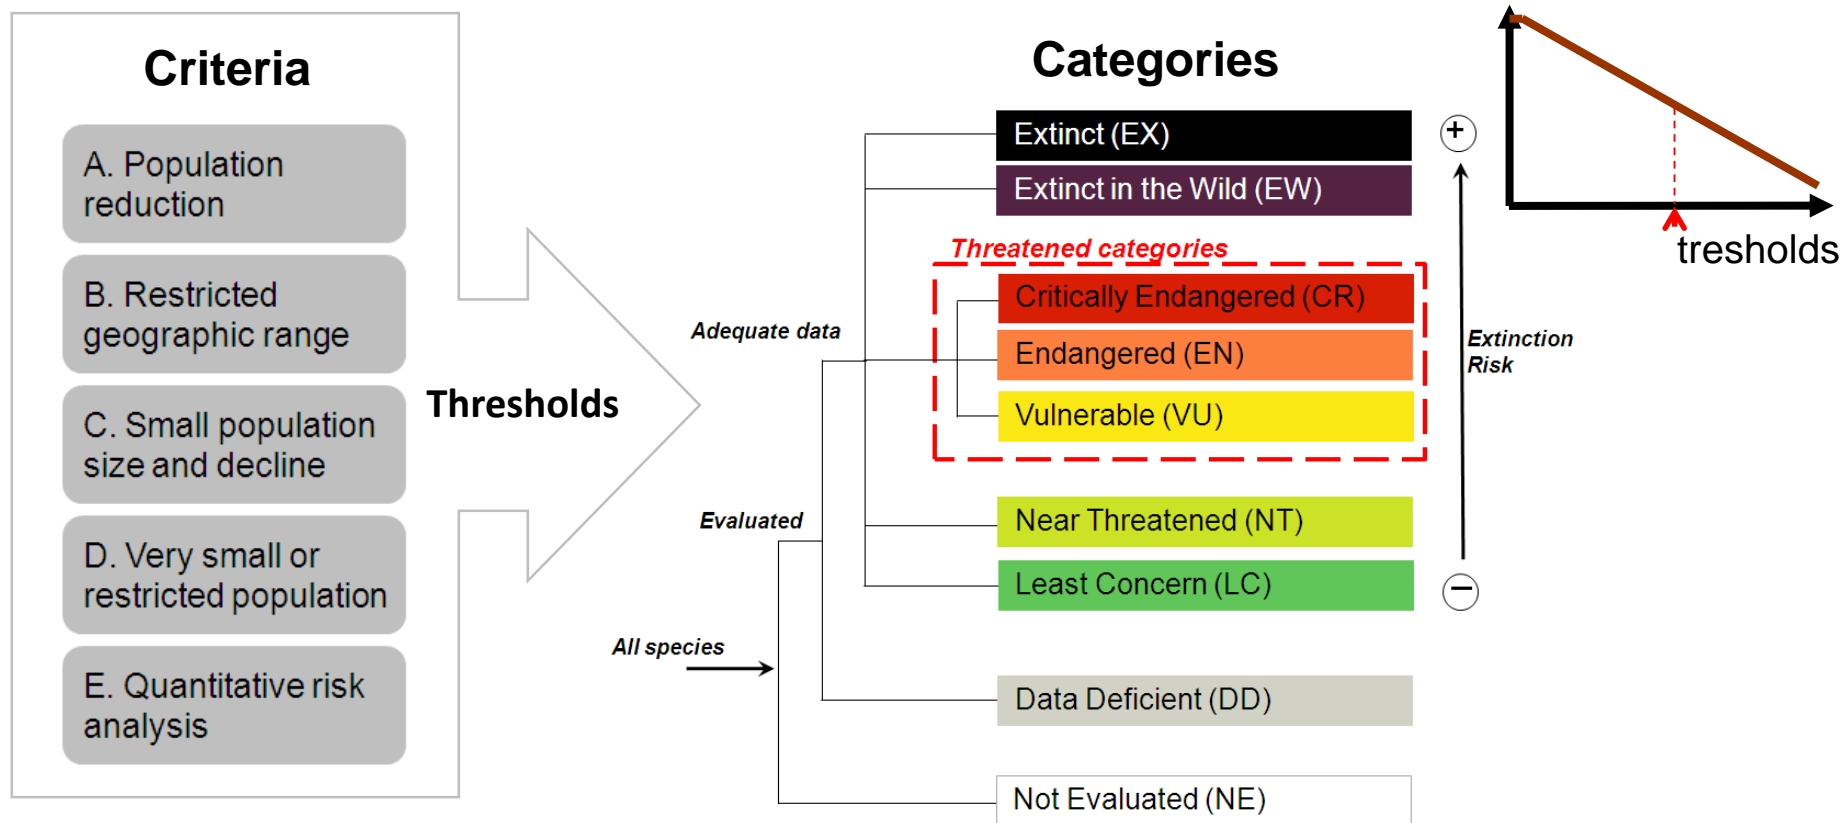 Criteria
A. Population
reduction
B. Restricted
geographic range
C. Small population
size and decline
D. Very small or
restricted population
E. Quantitative risk
analysis
Thresholds
Categories
Extinct (EX)
Extinct in the Wild (EW)
Threatened categories
Critically Endangered (CR)
Endangered (EN)
Vulnerable (VU)
Near Threatened (NT)
Least Concern (LC)
Data Deficient (DD)
Not Evaluated (NE)
Adequate data
Evaluated
All species
+
Extinction
Risk
−
tresholds